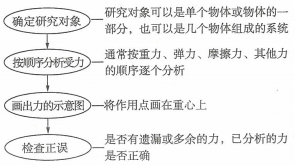 确定研究对象
研究对象可以是单个物体或物体的一
部分,也可以是几个物体组成的系统
按顺序分析受力
通常按重力、弹力、摩擦力、其他力
的顺序逐个分析
画出力的示意图
将作用点画在重心上
检查正误
是否有遗漏或多余的力,已分析的力
是否正确